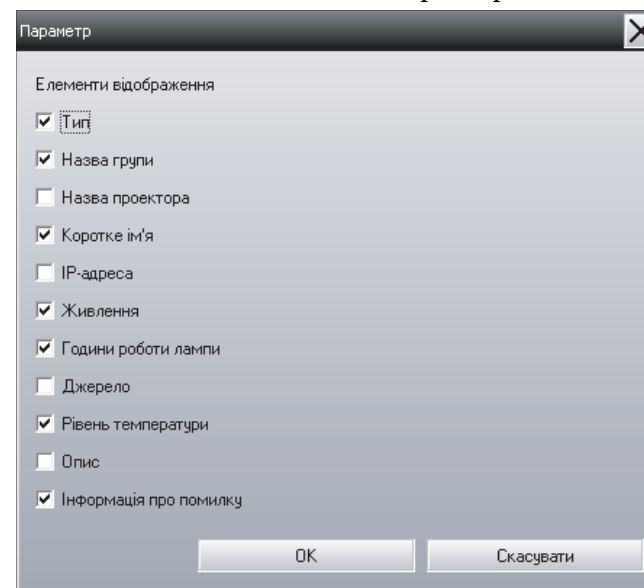 Параметр
Елементи відображення
Тип
Назва групи
Назва проектора
Коротке ім'я
IP-адреса
Живлення
Години роботи лампи
Джерело
Рівень температури
Опис
Інформація про помилку
OK
Скасувати